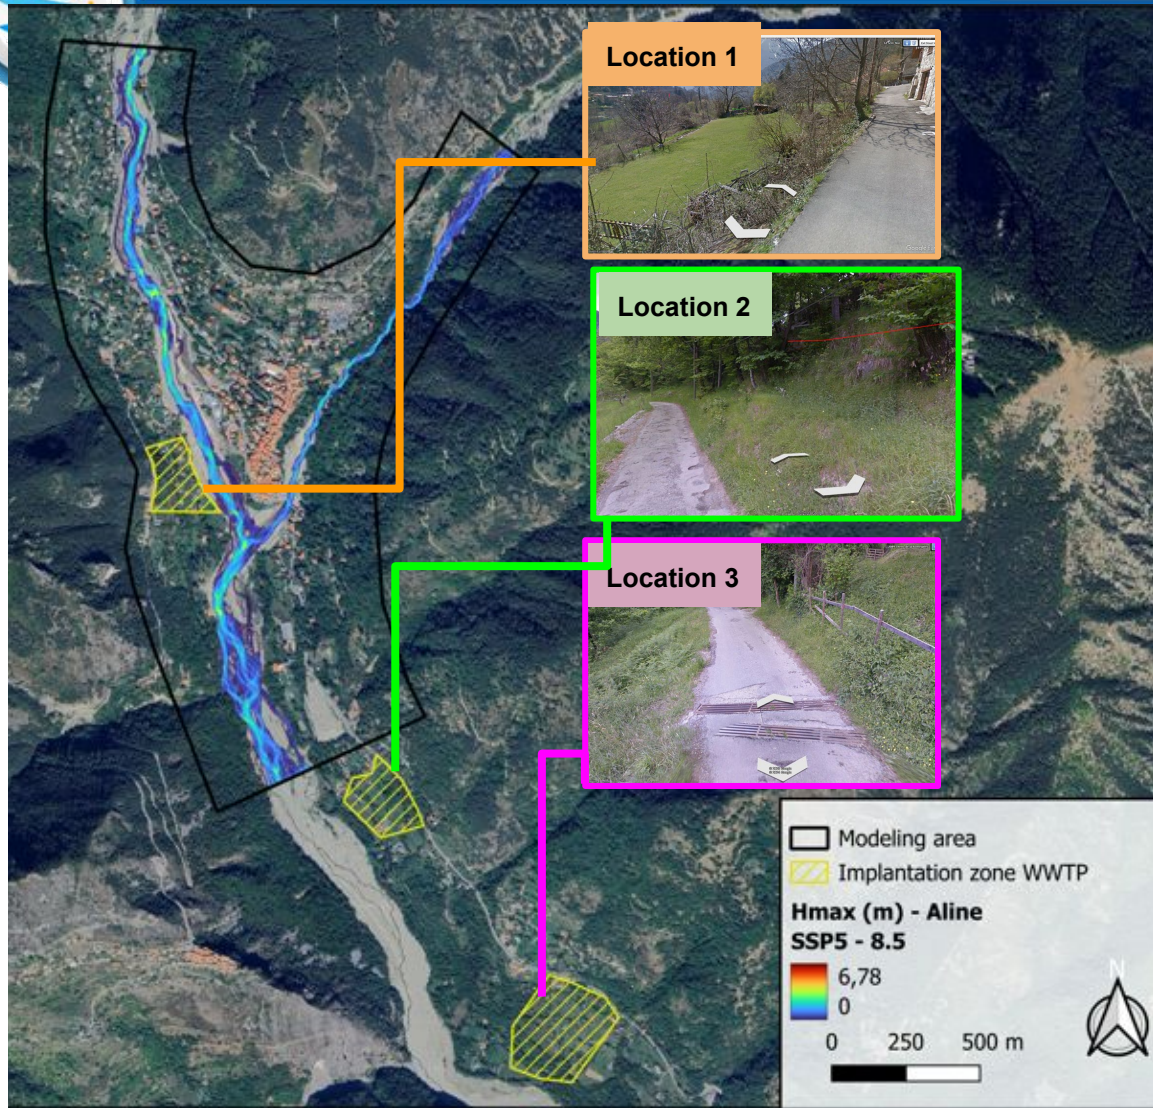 Location 1
Location 2
Location 3
Modeling area
Implantation zone WWTP
Hmax (m) - Aline
SSP5 - 8.5
6,78
0
N
0 250 500 m